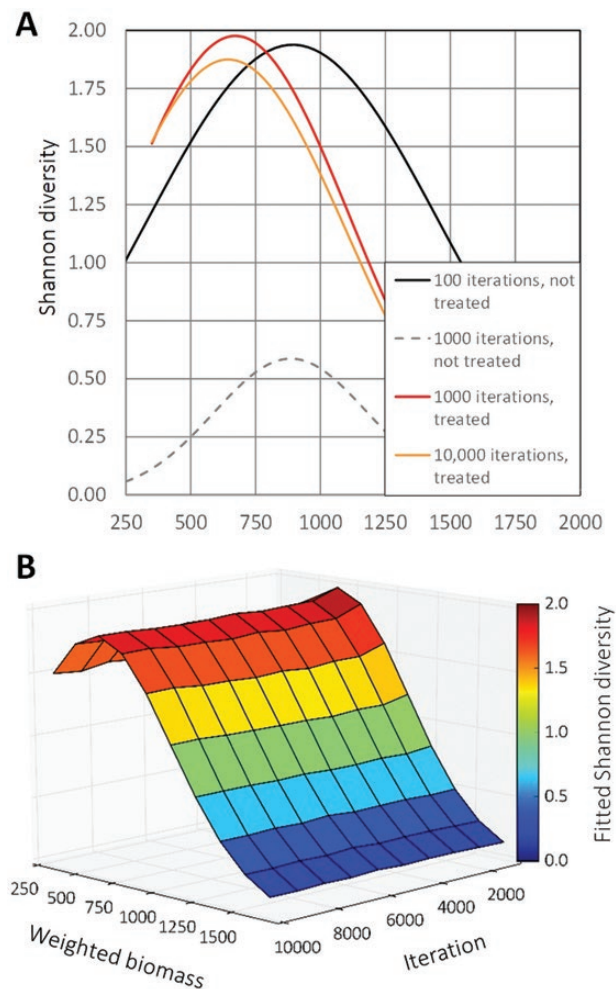 A
2.00
1.75
1.50
1.25
1.00
0.75
0.50
0.25
0.00
Shannon diversity
100 iterations, not
treated
1000 iterations,
not treated
1000 iterations,
treated
10,000 iterations,
treated
250 500 750 1000 1250 1500 1750 2000
B
2.0
1.5
1.0
0.5
0.0
Fitted Shannon diversity
250
500
750
1000
1250
1500
Weighted biomass
10000
8000
6000
4000
2000
Iteration